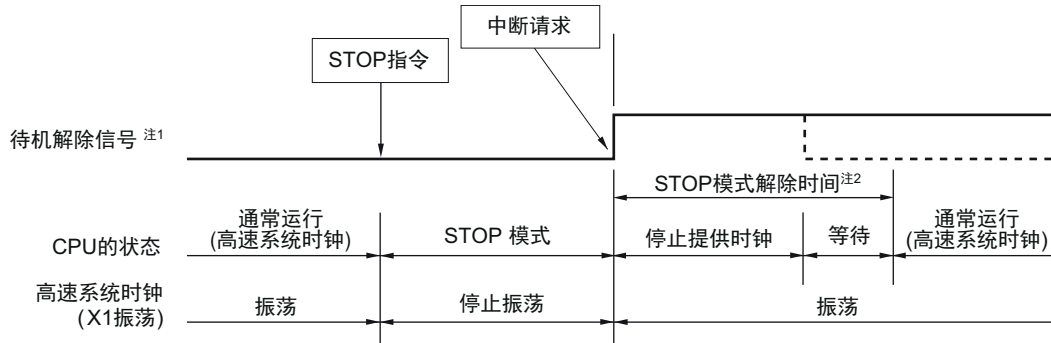 中断请求
STOP指令
待机解除信号 注1
STOP模式解除时间注2
CPU的状态
通常运行
(高速系统时钟)
STOP 模式
停止提供时钟
等待
通常运行
(高速系统时钟)
高速系统时钟
(X1振荡)
振荡
停止振荡
振荡